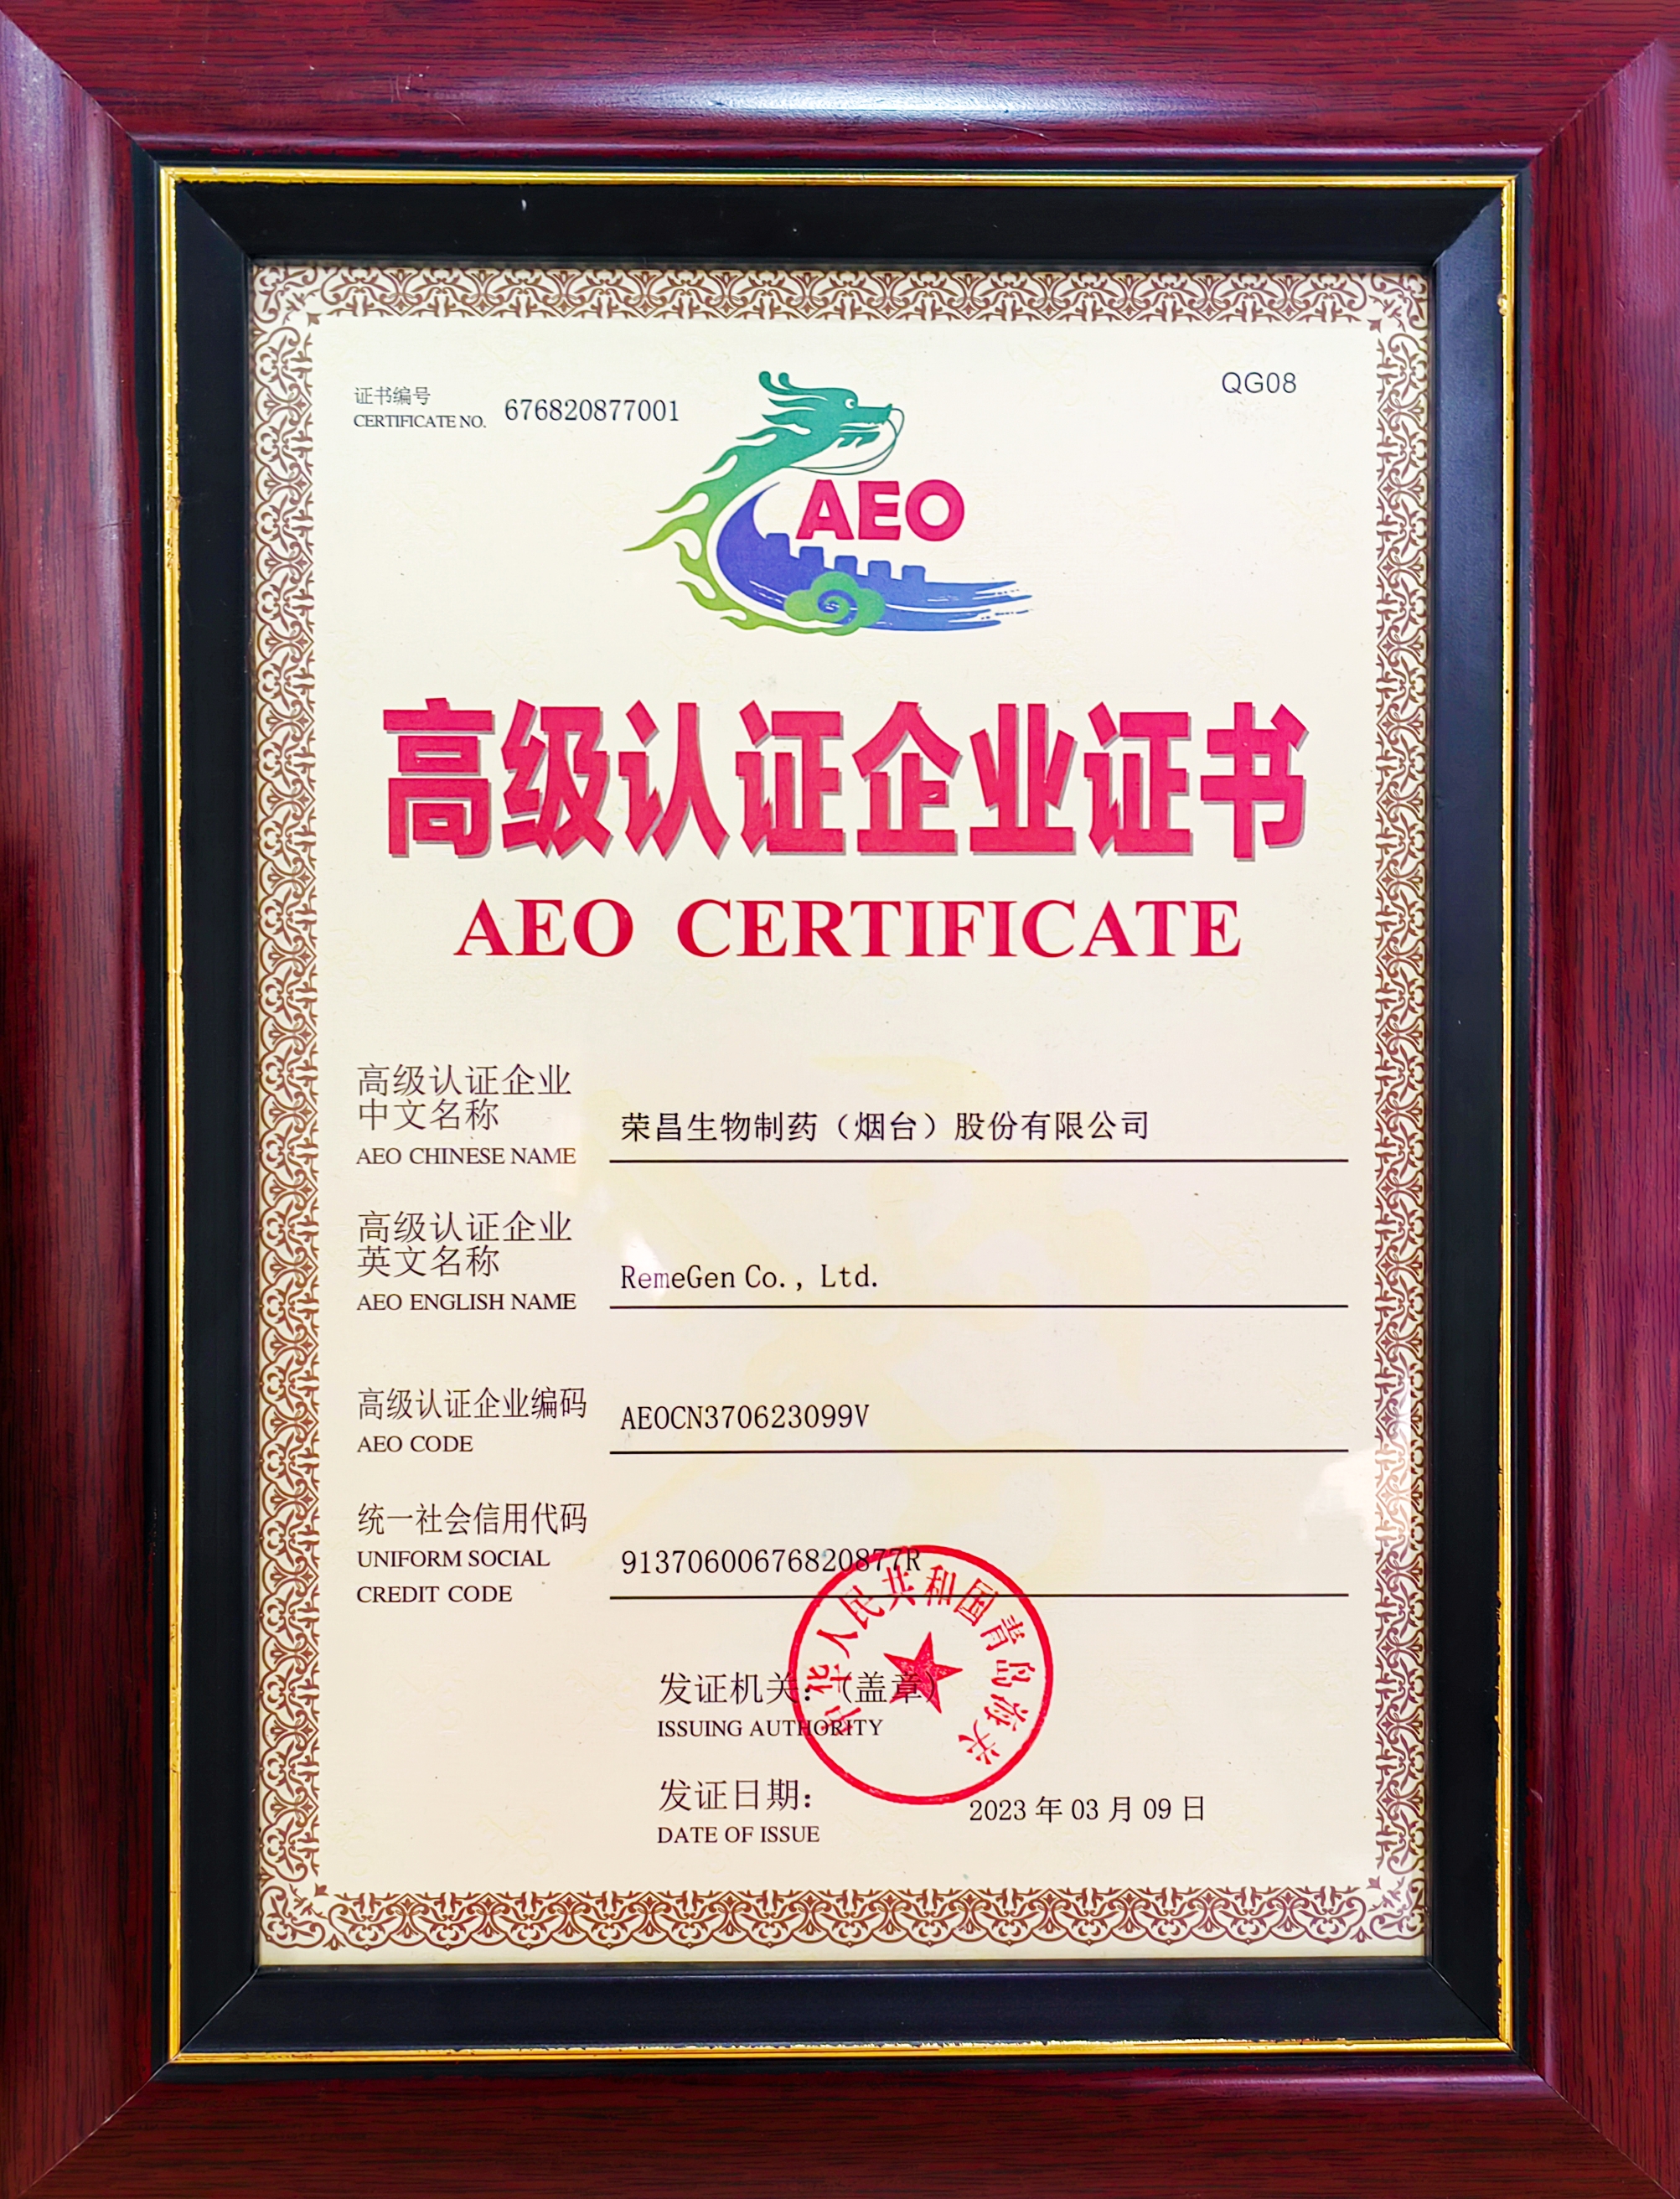 证书编号
CERTIFICATE NO. 676820877001
QG08
AEO
高级认证企业证书
AEO CERTIFICATE
高级认证企业
中文名称
AEO CHINESE NAME
荣昌生物制药（烟台）股份有限公司
高级认证企业
英文名称
AEO ENGLISH NAME
RemeGen Co., Ltd.
高级认证企业编码
AEO CODE
AEOCN370623099V
统一社会信用代码
UNIFORM SOCIAL
CREDIT CODE
91370600676820877R
中华人民共和国青岛海关
发证机关：（盖章）
ISSUING AUTHORITY
发证日期：
DATE OF ISSUE
2023 年 03 月 09 日